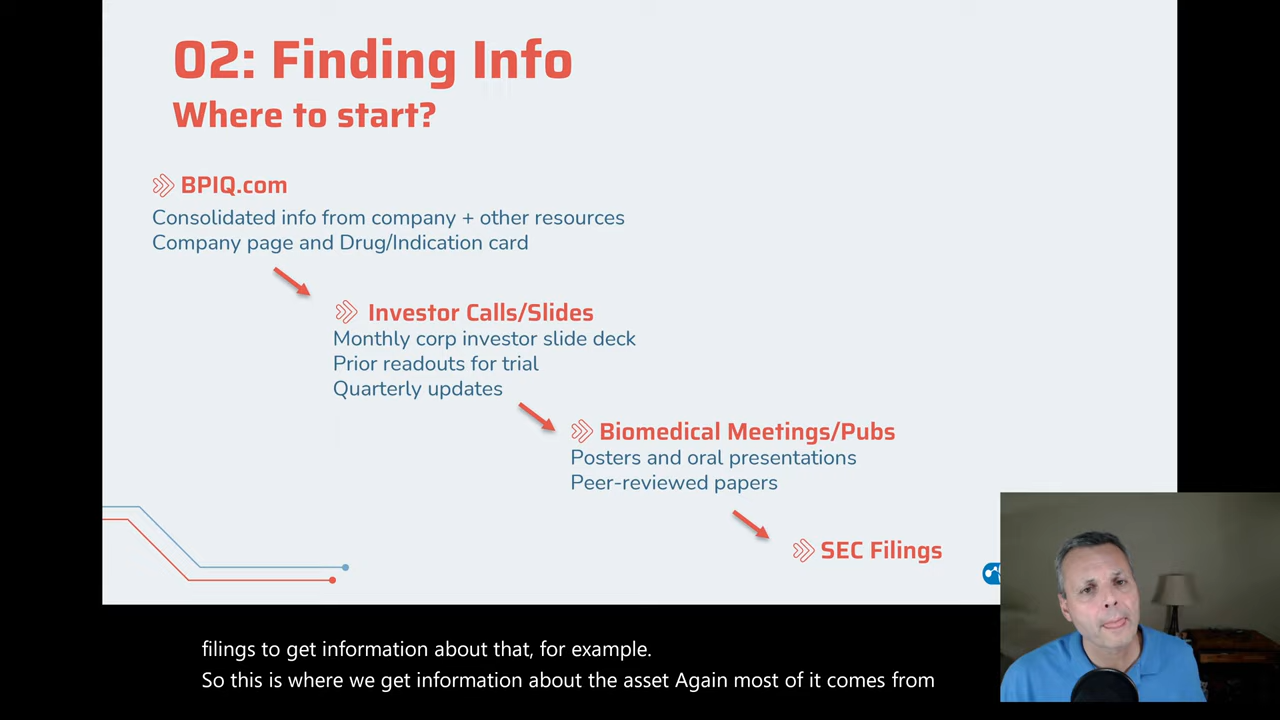 02: Finding Info
Where to start?
BPIQ.com
Consolidated info from company + other resources
Company page and Drug/Indication card
Investor Calls/Slides
Monthly corp investor slide deck
Prior readouts for trial
Quarterly updates
Biomedical Meetings/Pubs
Posters and oral presentations
Peer-reviewed papers
SEC Filings
filings to get information about that, for example.
So this is where we get information about the asset Again most of it comes from